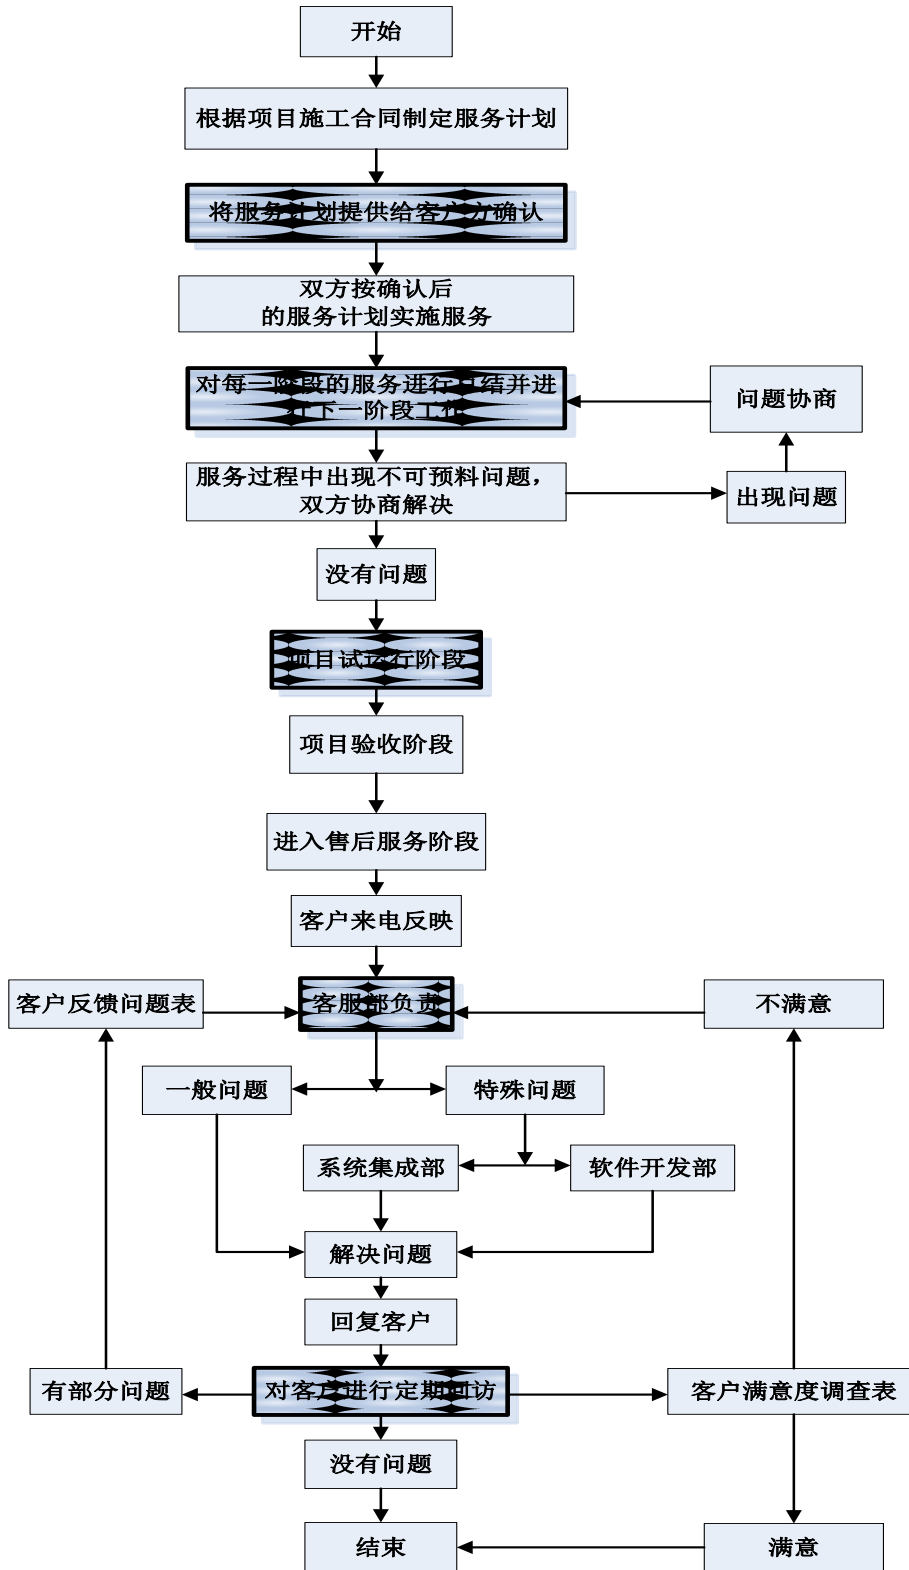 开始
根据项目施工合同制定服务计划
将服务计划提供给客户方确认
双方按确认后
的服务计划实施服务
对每一阶段的服务进行总结并进
行下一阶段工作
问题协商
服务过程中出现不可预料问题，
双方协商解决
出现问题
没有问题
项目试运行阶段
项目验收阶段
进入售后服务阶段
客户来电反映
客户反馈问题表
客服部负责
不满意
一般问题
特殊问题
系统集成部
软件开发部
解决问题
回复客户
有部分问题
对客户进行定期回访
客户满意度调查表
没有问题
结束
满意